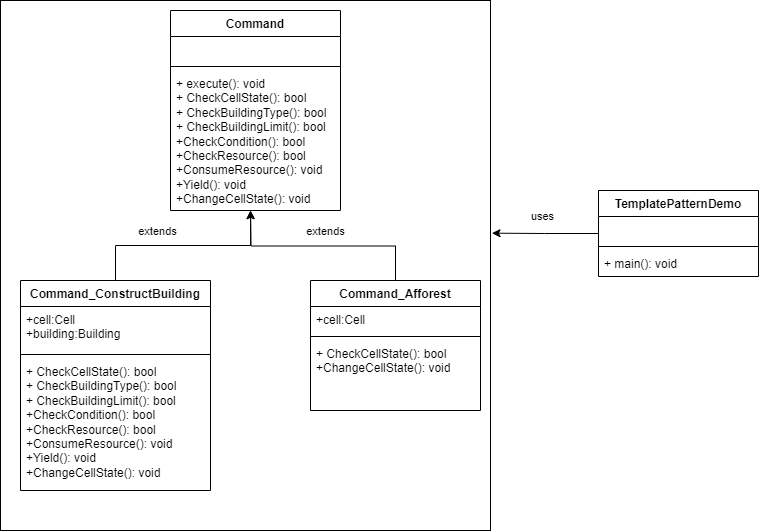 Command
+ execute(): void
+ CheckCellState(): bool
+ CheckBuildingType(): bool
+ CheckBuildingLimit(): bool
+CheckCondition(): bool
+CheckResource(): bool
+ConsumeResource(): void
+Yield(): void
+ChangeCellState(): void
extends
extends
uses
TemplatePatternDemo
+ main(): void
Command_ConstructBuilding
+cell:Cell
+building:Building
+ CheckCellState(): bool
+ CheckBuildingType(): bool
+ CheckBuildingLimit(): bool
+CheckCondition(): bool
+CheckResource(): bool
+ConsumeResource(): void
+Yield(): void
+ChangeCellState(): void
Command_Afforest
+cell:Cell
+ CheckCellState(): bool
+ChangeCellState(): void